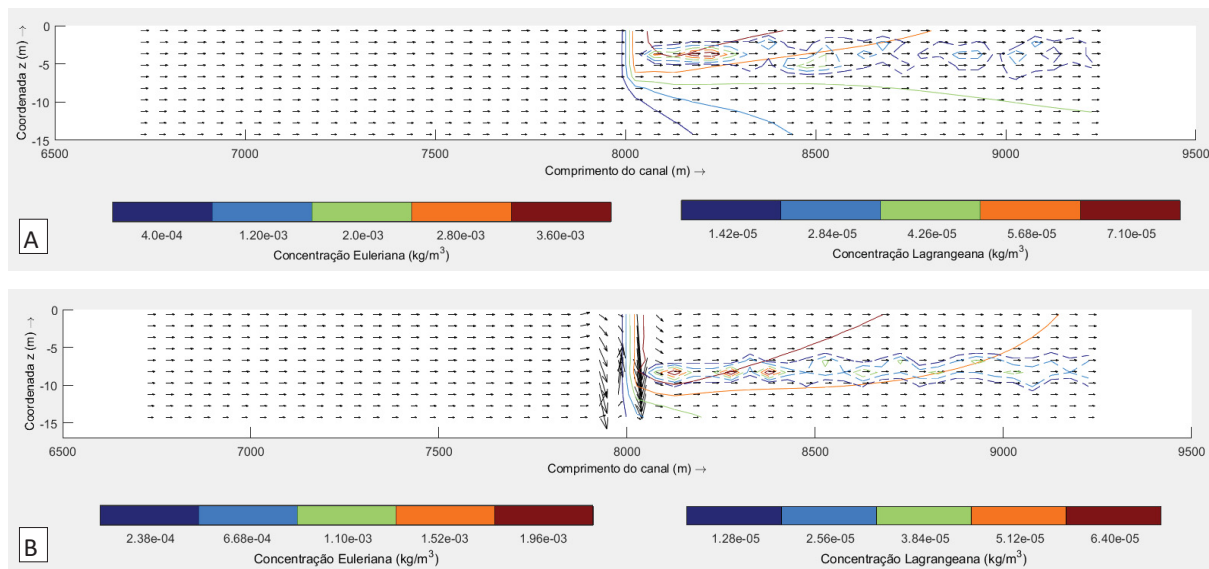 0
-5
-10
-15
Coordenada z (m) →
6500 7000 7500 8000 8500 9000 9500
Comprimento do canal (m) →
A
4.0e-04 1.20e-03 2.0e-03 2.80e-03 3.60e-03
Concentração Euleriana (kg/m³)
1.42e-05 2.84e-05 4.26e-05 5.68e-05 7.10e-05
Concentração Lagrangeana (kg/m³)
0
-5
-10
-15
Coordenada z (m) →
6500 7000 7500 8000 8500 9000 9500
Comprimento do canal (m) →
B
2.38e-04 6.68e-04 1.10e-03 1.52e-03 1.96e-03
Concentração Euleriana (kg/m³)
1.28e-05 2.56e-05 3.84e-05 5.12e-05 6.40e-05
Concentração Lagrangeana (kg/m³)